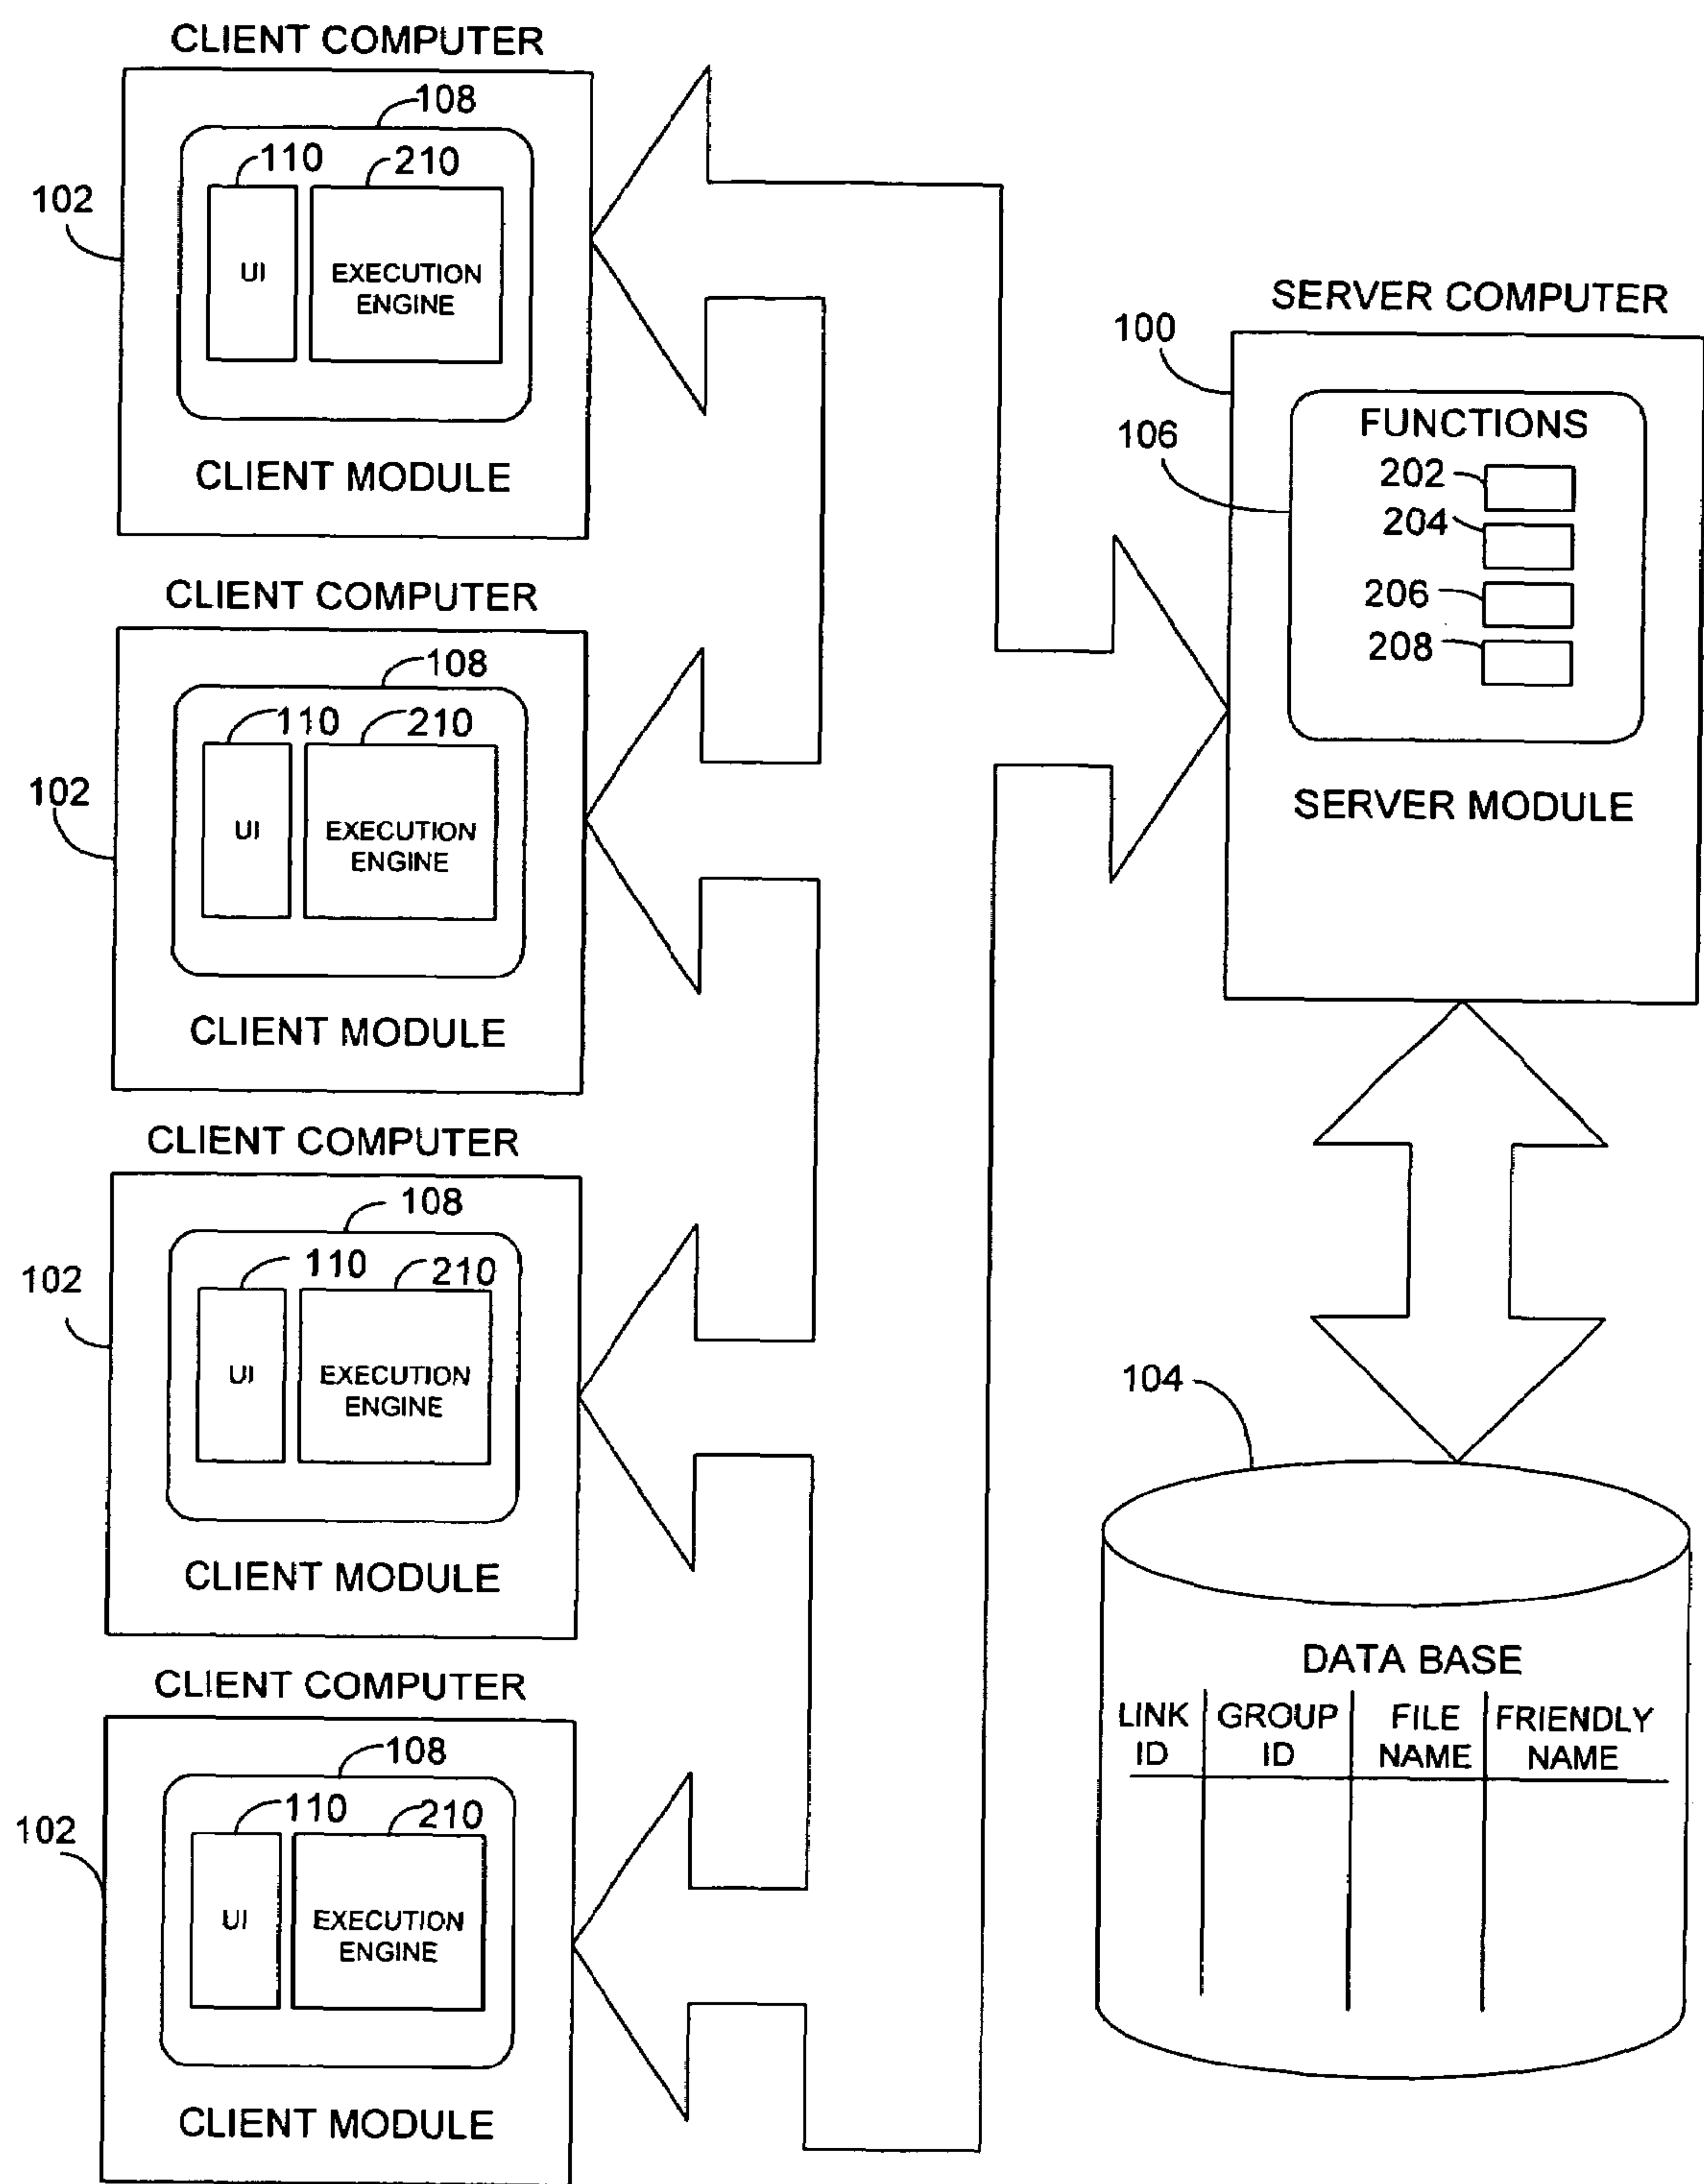 CLIENT COMPUTER
108
110 210
102
UI
EXECUTION
ENGINE
CLIENT MODULE
CLIENT COMPUTER
108
110 210
102
UI
EXECUTION
ENGINE
CLIENT MODULE
CLIENT COMPUTER
108
110 210
102
UI
EXECUTION
ENGINE
CLIENT MODULE
CLIENT COMPUTER
108
110 210
102
UI
EXECUTION
ENGINE
CLIENT MODULE
SERVER COMPUTER
100
FUNCTIONS
106
202
204
206
208
SERVER MODULE
104
DATA BASE
LINK GROUP FILE FRIENDLY
ID ID NAME NAME